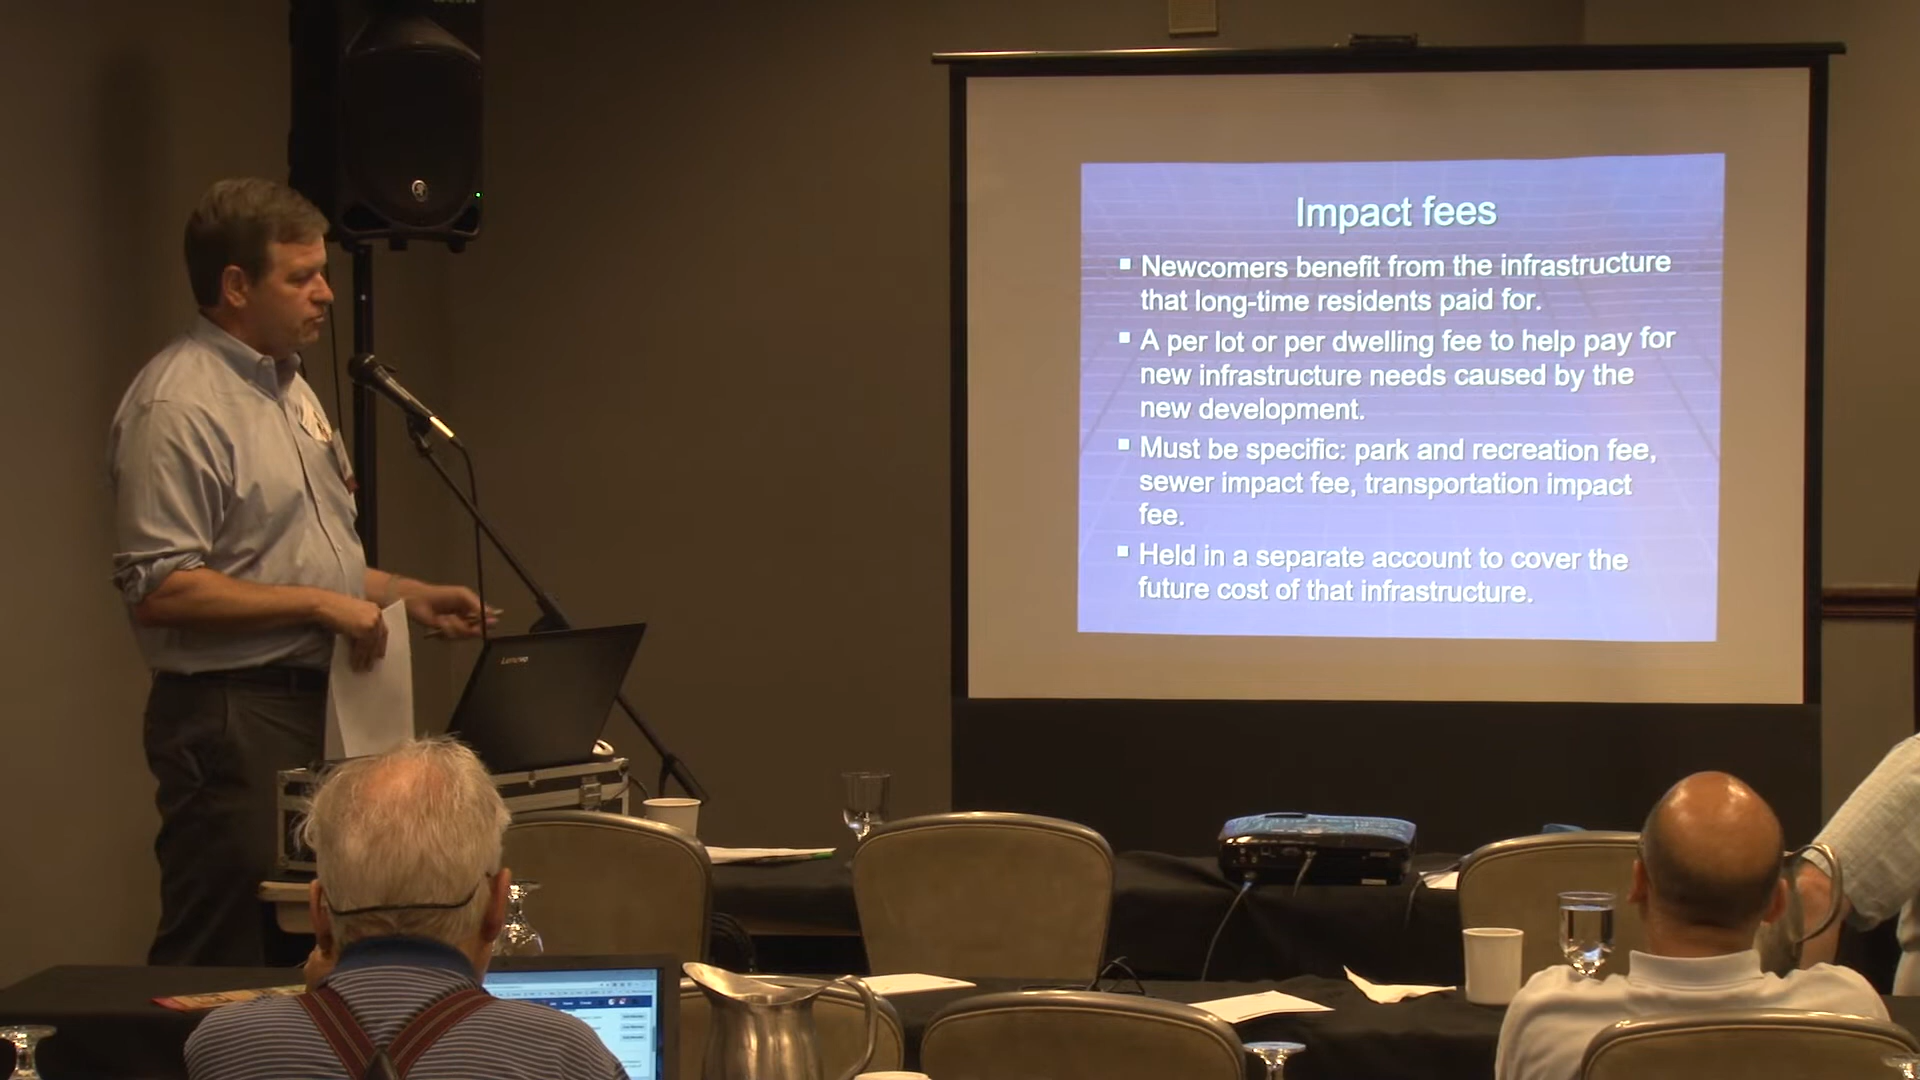 Impact fees
Newcomers benefit from the infrastructure
that long-time residents paid for.
A per lot or per dwelling fee to help pay for
new infrastructure needs caused by the
new development.
Must be specific: park and recreation fee,
sewer impact fee, transportation impact
fee.
Held in a separate account to cover the
future cost of that infrastructure.
Lenovo